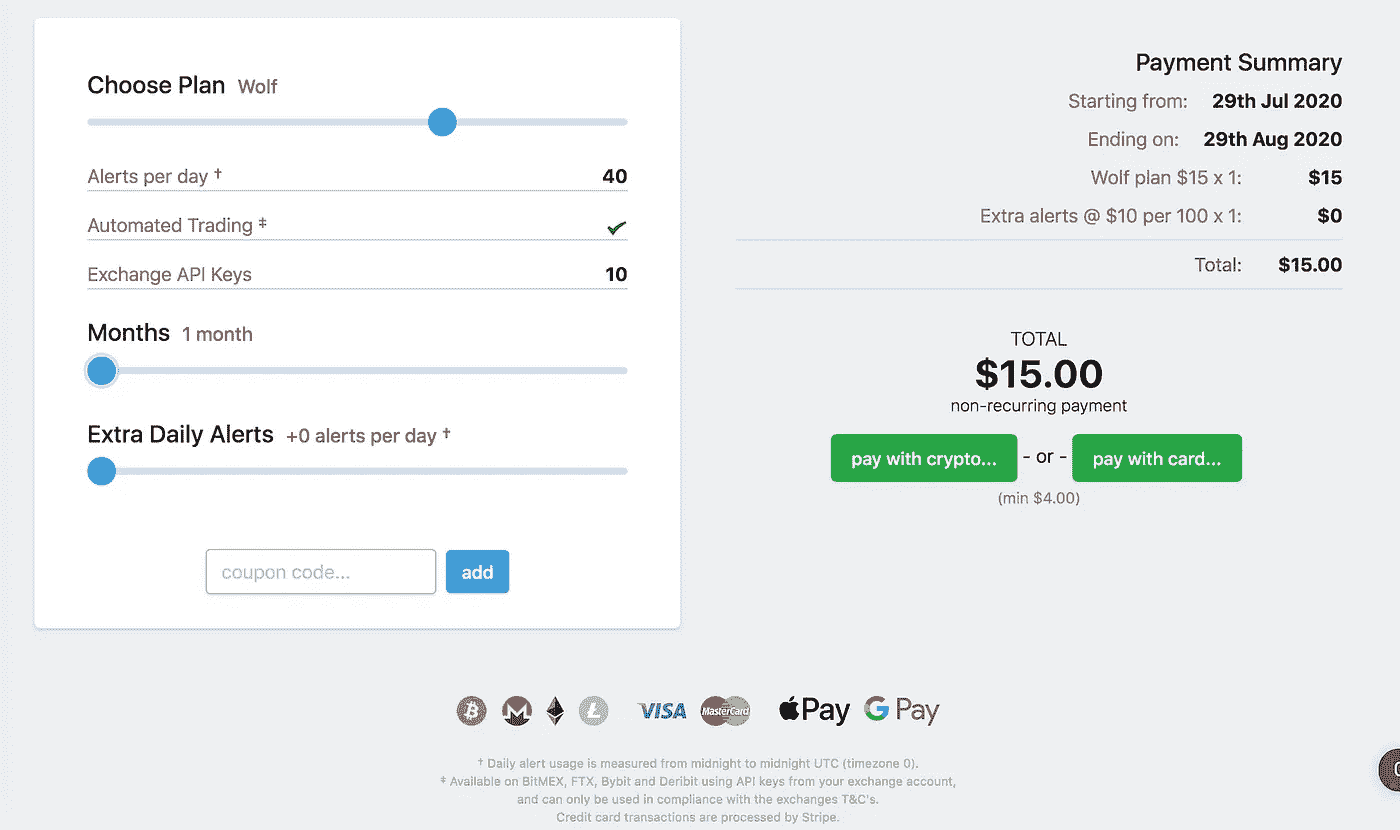 Choose Plan Wolf
Alerts per day † 40
Automated Trading ‡
Exchange API Keys 10
Months 1 month
Extra Daily Alerts +0 alerts per day †
coupon code... add
Payment Summary
Starting from: 29th Jul 2020
Ending on: 29th Aug 2020
Wolf plan $15 x 1: $15
Extra alerts @ $10 per 100 x 1: $0
Total: $15.00
TOTAL
$15.00
non-recurring payment
pay with crypto... - or - pay with card...
(min $4.00)
VISA MasterCard Pay G Pay
† Daily alert usage is measured from midnight to midnight UTC (timezone 0).
‡ Available on BitMEX, FTX, Bybit and Deribit using API keys from your exchange account,
and can only be used in compliance with the exchanges T&C's.
Credit card transactions are processed by Stripe.